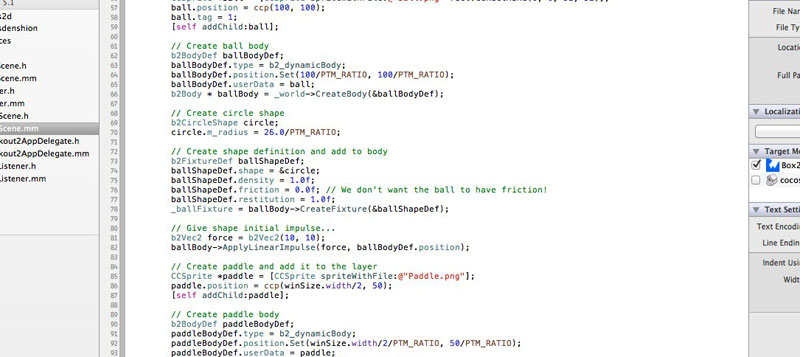 5.1
s2d
sdenshion
ces
Scene.h
Scene.mm
er.h
er.mm
Scene.h
Scene.mm
kout2AppDelegate.h
kout2AppDelegate.mm
Listener.h
Listener.mm
57 ball.position = ccp(100, 100);
58 ball.tag = 1;
59 [self addChild:ball];
60
61 // Create ball body
62 b2BodyDef ballBodyDef;
63 ballBodyDef.type = b2_dynamicBody;
64 ballBodyDef.position.Set(100/PTM_RATIO, 100/PTM_RATIO);
65 ballBodyDef.userData = ball;
66 b2Body * ballBody = _world->CreateBody(&ballBodyDef);
67
68 // Create circle shape
69 b2CircleShape circle;
70 circle.m_radius = 26.0/PTM_RATIO;
71
72 // Create shape definition and add to body
73 b2FixtureDef ballShapeDef;
74 ballShapeDef.shape = &circle;
75 ballShapeDef.density = 1.0f;
76 ballShapeDef.friction = 0.0f; // We don't want the ball to have friction!
77 ballShapeDef.restitution = 1.0f;
78 _ballFixture = ballBody->CreateFixture(&ballShapeDef);
79
80 // Give shape initial impulse...
81 b2Vec2 force = b2Vec2(10, 10);
82 ballBody->ApplyLinearImpulse(force, ballBodyDef.position);
83
84 // Create paddle and add it to the layer
85 CCSprite *paddle = [CCSprite spriteWithFile:@"Paddle.png"];
86 paddle.position = ccp(winSize.width/2, 50);
87 [self addChild:paddle];
88
89 // Create paddle body
90 b2BodyDef paddleBodyDef;
91 paddleBodyDef.type = b2_dynamicBody;
92 paddleBodyDef.position.Set(winSize.width/2/PTM_RATIO, 50/PTM_RATIO);
93 paddleBodyDef.userData = paddle;
File Nam
File Typ
Locatio
Full Pa
Localizati
Target Me
Box2
cocos
Text Setti
Text Encodin
Line Ending
Indent Using
Widt